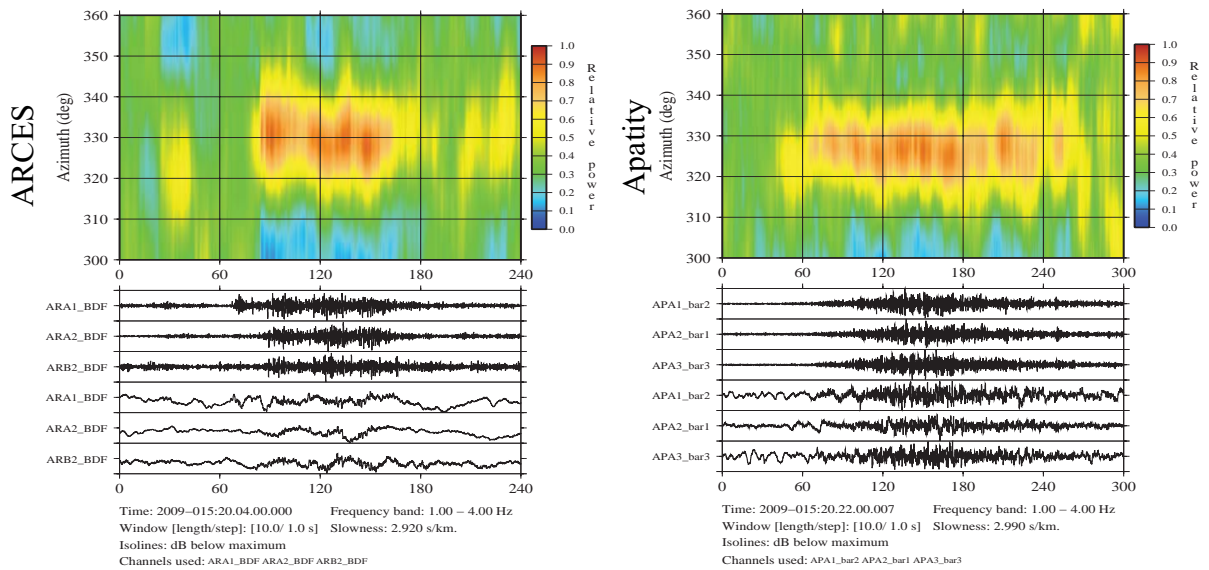 ARCES
Azimuth (deg)
360
350
340
330
320
310
300
0 60 120 180 240
1.0
0.9
0.8
0.7
0.6
0.5
0.4
0.3
0.2
0.1
0.0
Relative power
ARA1_BDF
ARA2_BDF
ARB2_BDF
ARA1_BDF
ARA2_BDF
ARB2_BDF
0 60 120 180 240
Time: 2009–015:20.04.00.000 Frequency band: 1.00 – 4.00 Hz
Window [length/step]: [10.0/ 1.0 s] Slowness: 2.920 s/km.
Isolines: dB below maximum
Channels used: ARA1_BDF ARA2_BDF ARB2_BDF
Apatity
Azimuth (deg)
360
350
340
330
320
310
300
0 60 120 180 240 300
1.0
0.9
0.8
0.7
0.6
0.5
0.4
0.3
0.2
0.1
0.0
Relative power
APA1_bar2
APA2_bar1
APA3_bar3
APA1_bar2
APA2_bar1
APA3_bar3
0 60 120 180 240 300
Time: 2009–015:20.22.00.007 Frequency band: 1.00 – 4.00 Hz
Window [length/step]: [10.0/ 1.0 s] Slowness: 2.990 s/km.
Isolines: dB below maximum
Channels used: APA1_bar2 APA2_bar1 APA3_bar3